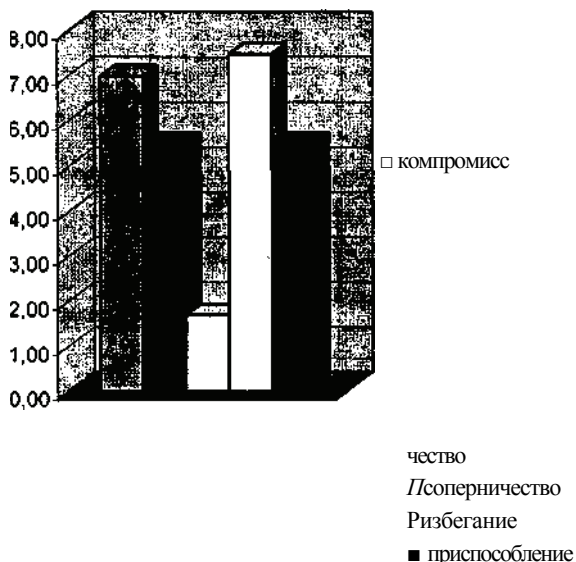 8,00
7,00
6,00
5,00
4,00
3,00
2,00
1,00
0,00
□ компромисс
чество
Псоперничество
Ризбегание
■ приспособление